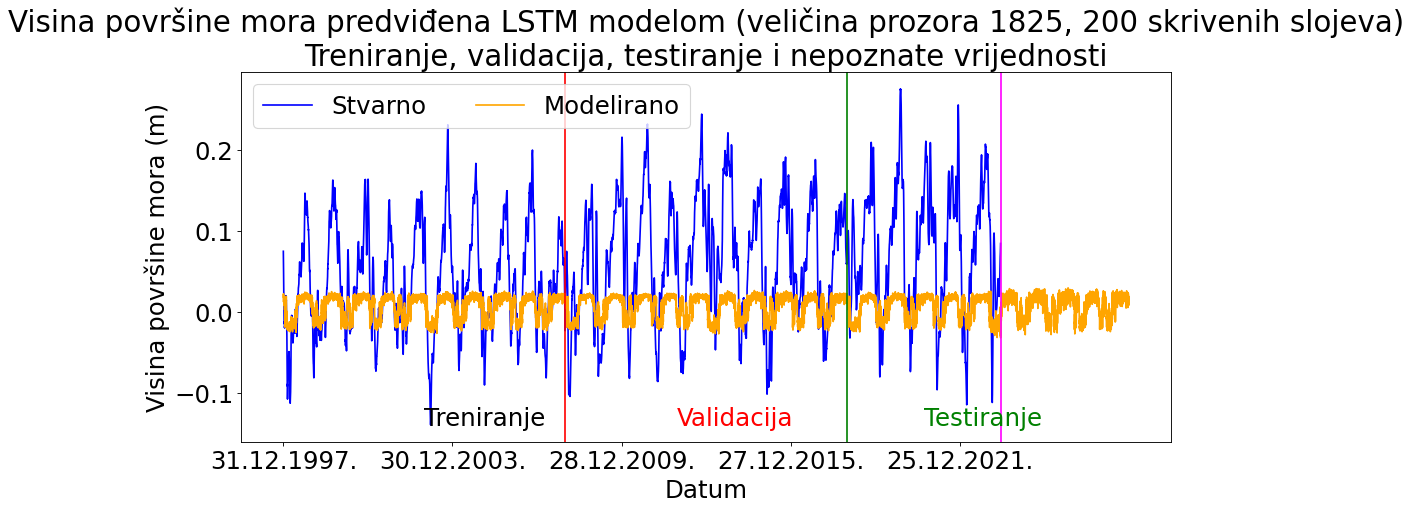 Visina površine mora predviđena LSTM modelom (veličina prozora 1825, 200 skrivenih slojeva)
Treniranje, validacija, testiranje i nepoznate vrijednosti
Stvarno Modelirano
Visina površine mora (m)
0.2
0.1
0.0
−0.1
Treniranje Validacija Testiranje
31.12.1997. 30.12.2003. 28.12.2009. 27.12.2015. 25.12.2021.
Datum